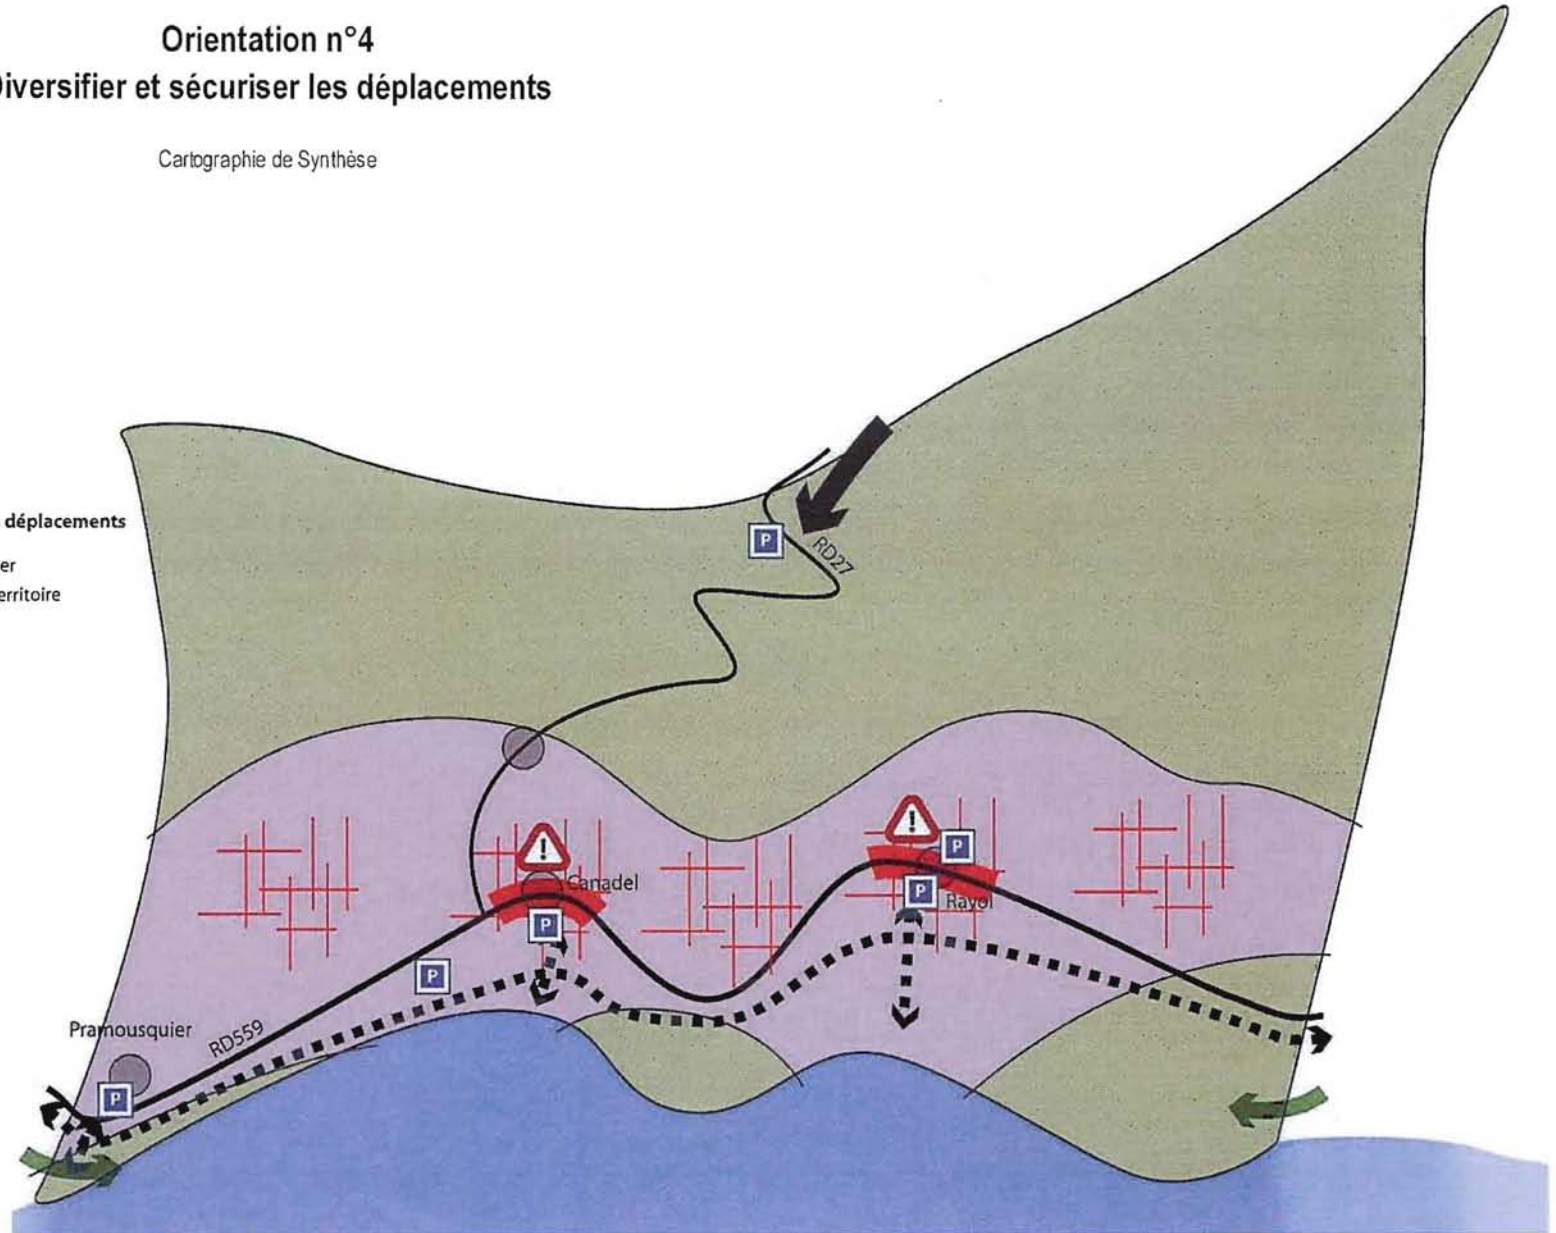 Orientation n°4
Diversifier et sécuriser les déplacements
Cartographie de Synthèse
déplacements
er
erritoire
P
RD27
!
!
P
Canadel
P
Rayol
P
P
Pramousquier
RD559
P